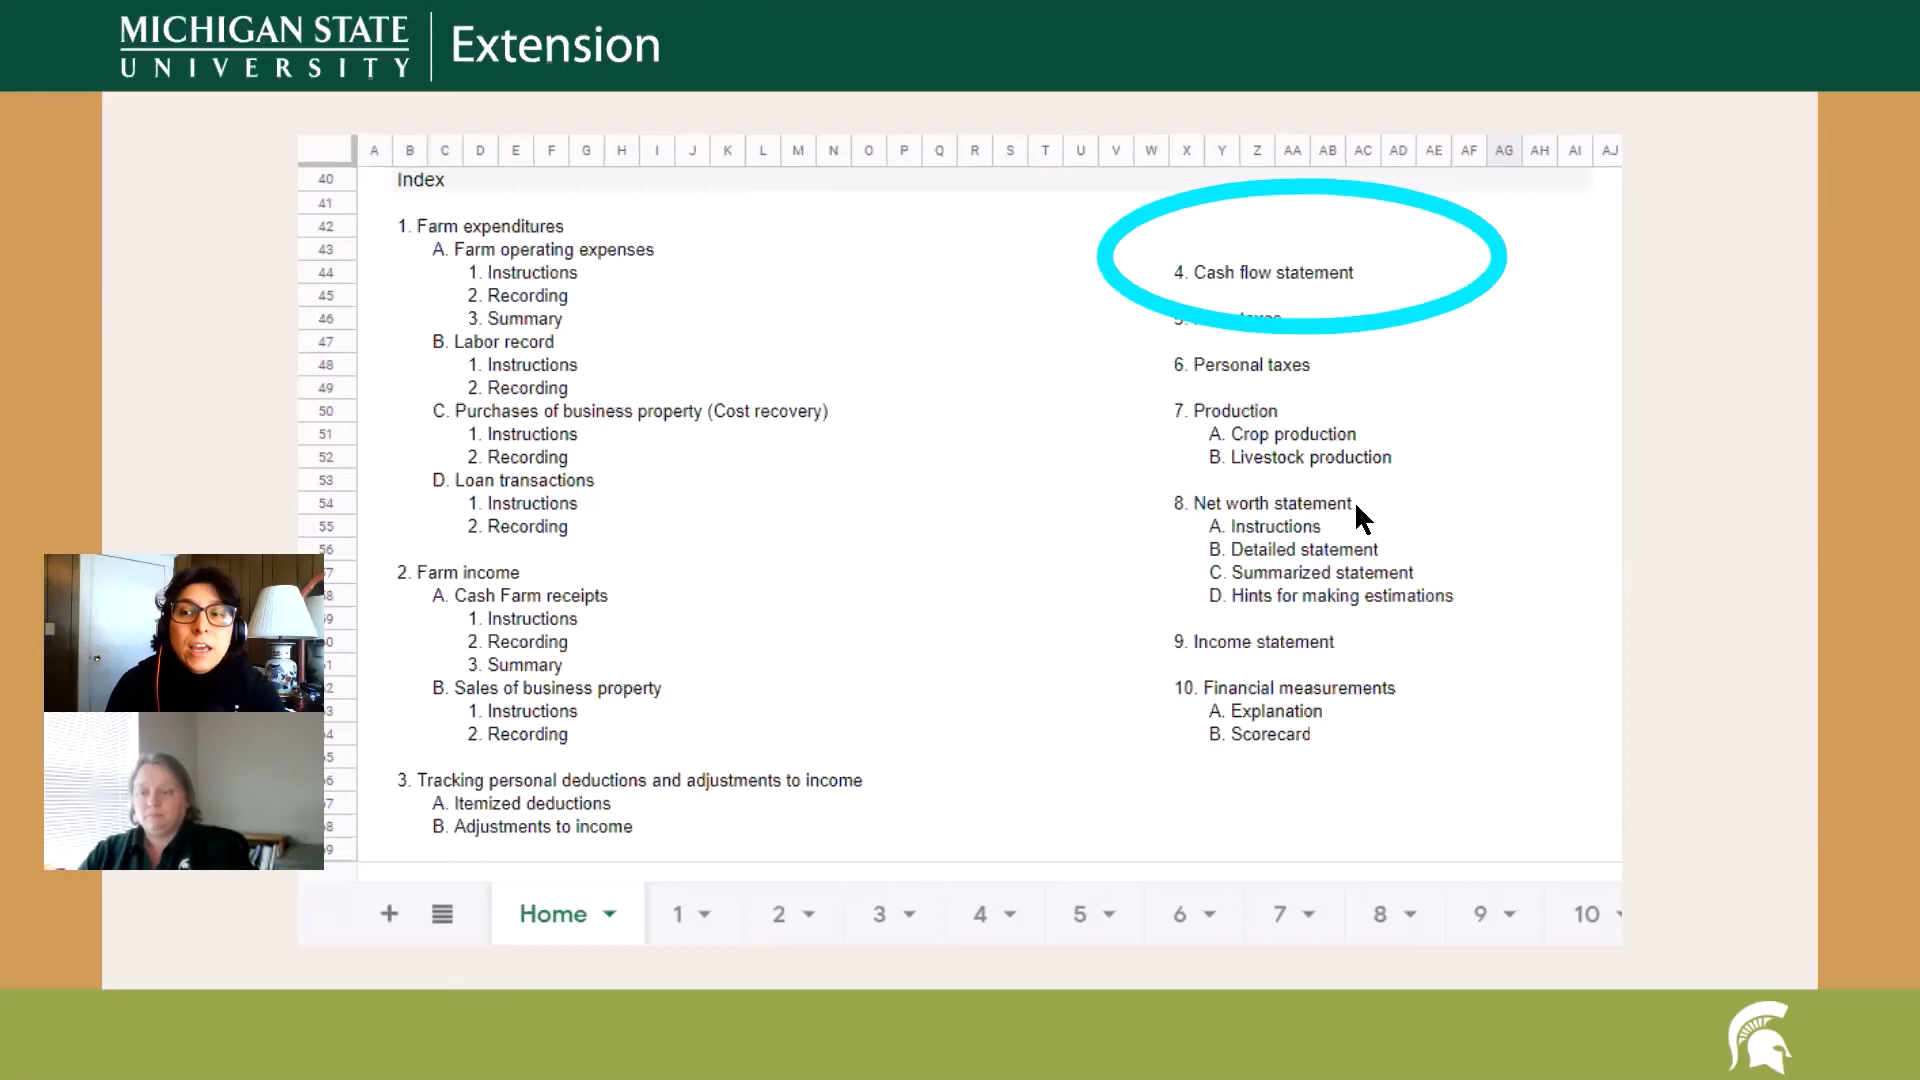 MICHIGAN STATE
UNIVERSITY
Extension
A B C D E F G H I J K L M N O P Q R S T U V W X Y Z AA AB AC AD AE AF AG AH AI AJ
40 Index
41
42 1. Farm expenditures
43 A. Farm operating expenses
44 1. Instructions
45 2. Recording
46 3. Summary
47 B. Labor record
48 1. Instructions
49 2. Recording
50 C. Purchases of business property (Cost recovery)
51 1. Instructions
52 2. Recording
53 D. Loan transactions
54 1. Instructions
55 2. Recording
56
2. Farm income
A. Cash Farm receipts
1. Instructions
2. Recording
3. Summary
B. Sales of business property
1. Instructions
2. Recording
3. Tracking personal deductions and adjustments to income
A. Itemized deductions
B. Adjustments to income
4. Cash flow statement
5.
6. Personal taxes
7. Production
A. Crop production
B. Livestock production
8. Net worth statement
A. Instructions
B. Detailed statement
C. Summarized statement
D. Hints for making estimations
9. Income statement
10. Financial measurements
A. Explanation
B. Scorecard
+ Home 1 2 3 4 5 6 7 8 9 10